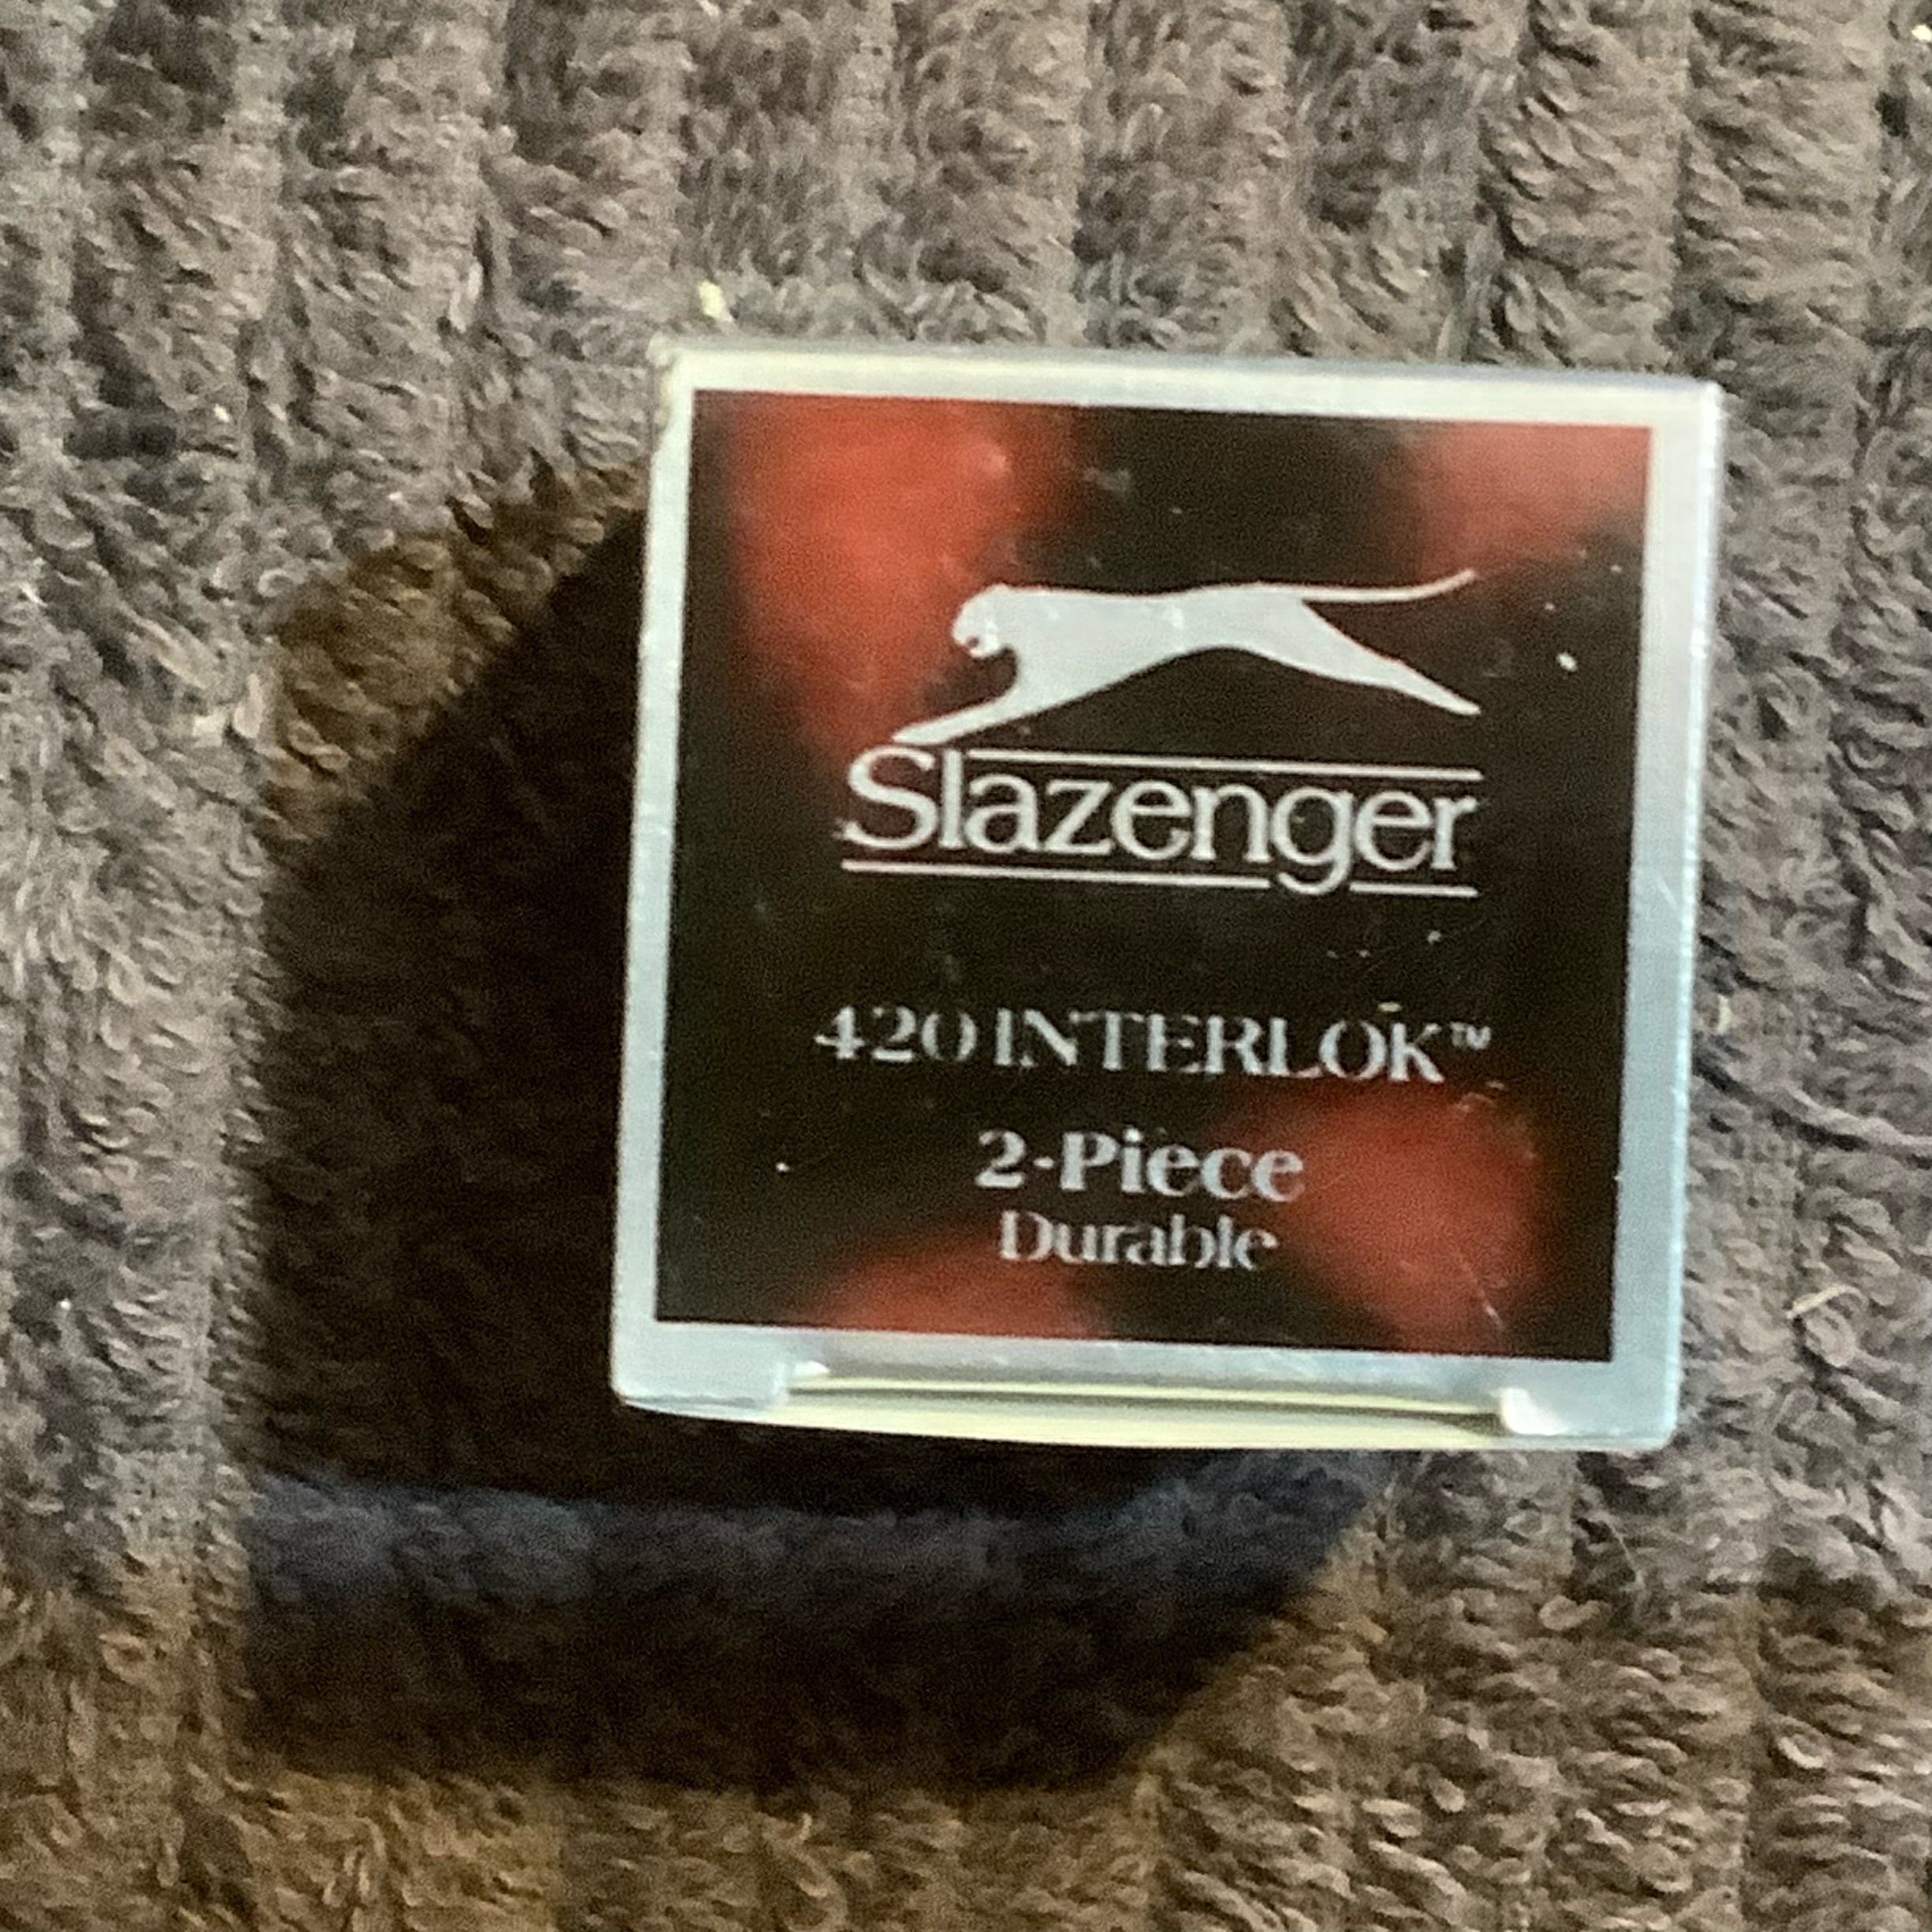 Slazenger
420 INTERLOK™
2-Piece
Durable